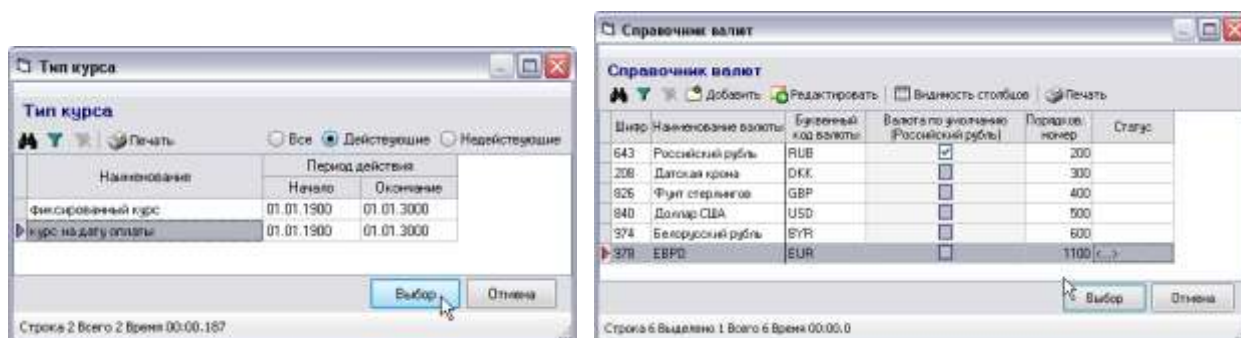 Тип курса
Тип курса
Печать Все Действующие Недействующие
Наименование Период действия
Начало Окончание
Фиксированный курс 01.01.1900 01.01.3000
курс на дату оплаты 01.01.1900 01.01.3000
Выбор Отмена
Строка 2 Всего 2 Время 00:00.187
Справочник валют
Справочник валют
Добавить Редактировать Видимость столбцов Печать
Шифр Наименование валюты Буквенный код валюты Валюта по умолчанию (Российский рубль) Порядков. номер Статус
643 Российский рубль RUB 200
208 Датская крона DKK 300
826 Фунт стерлингов GBP 400
840 Доллар США USD 500
974 Белорусский рубль BYR 600
978 ЕВРО EUR 1100 <...>
Выбор Отмена
Строка 6 Выделено 1 Всего 6 Время 00:00.0